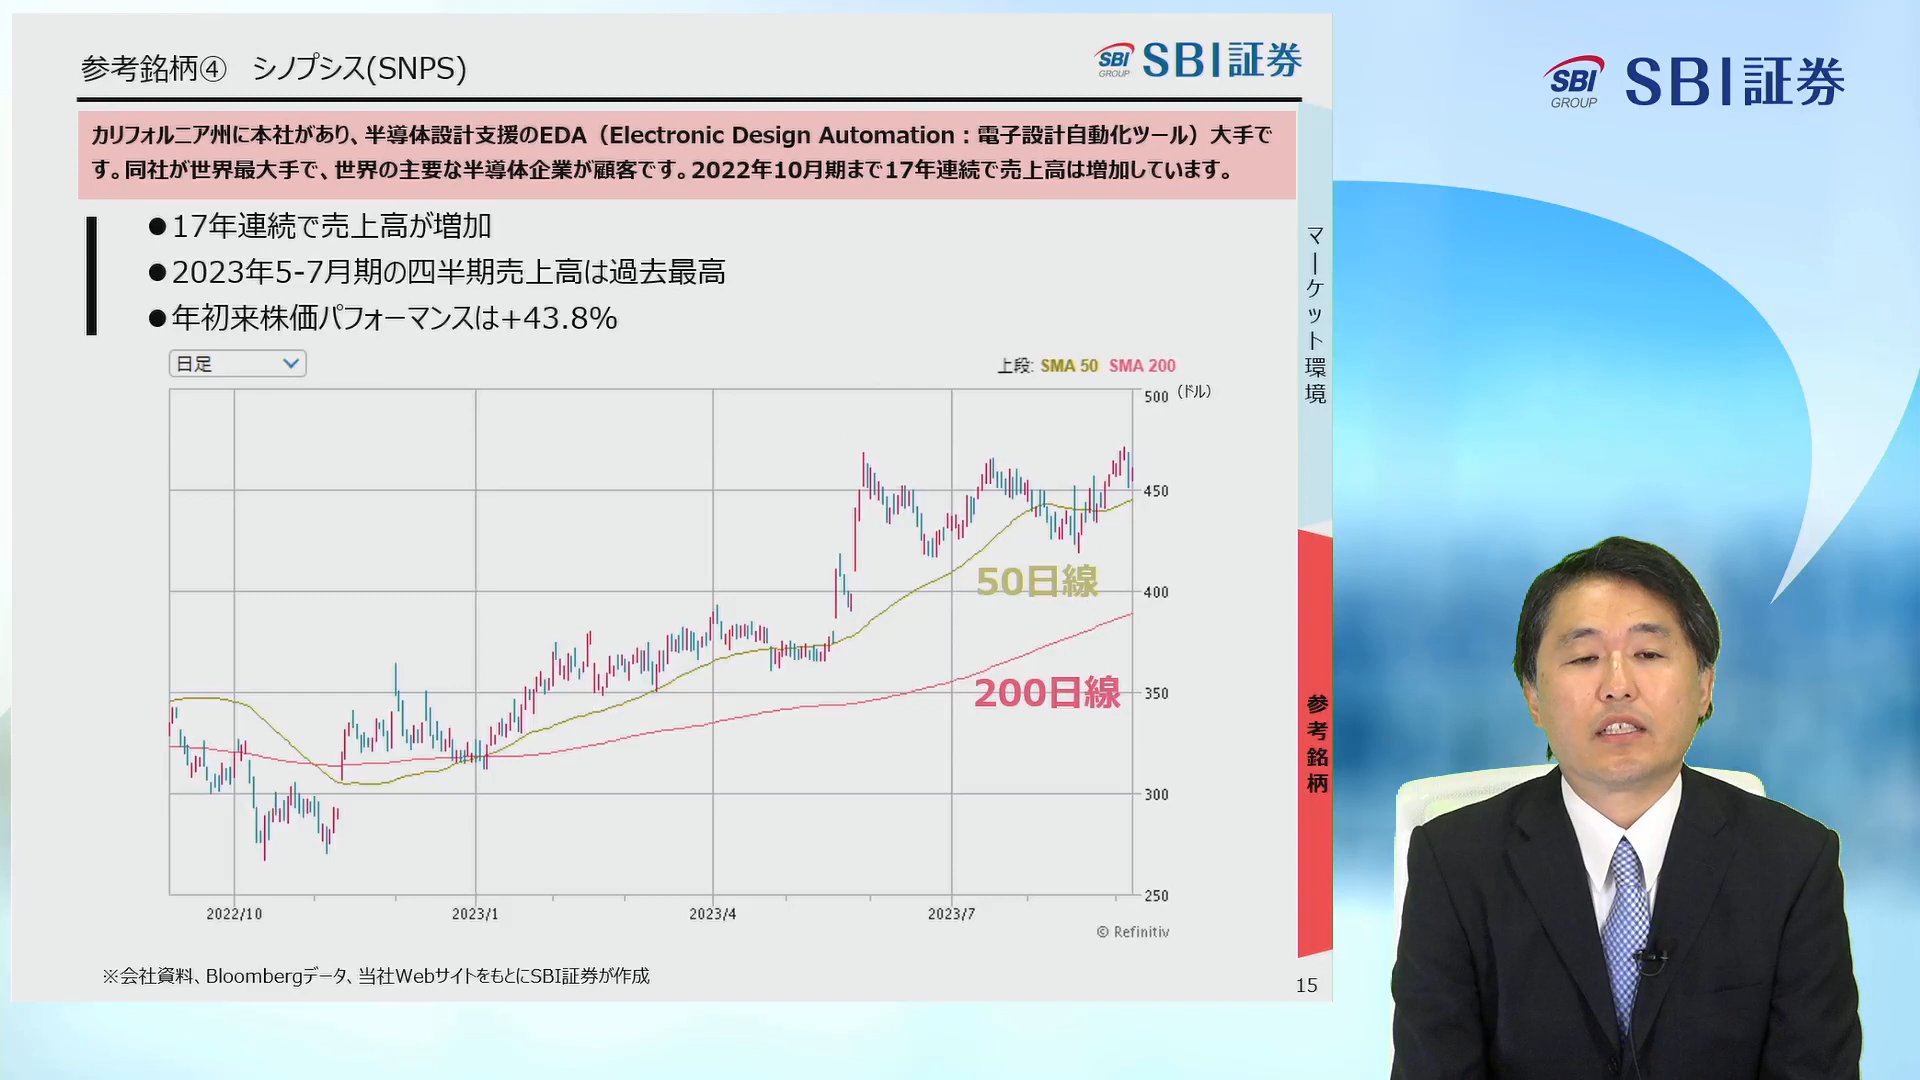 参考銘柄④ シノプシス(SNPS)
SBI GROUP SBI証券
SBI GROUP SBI証券
カリフォルニア州に本社があり、半導体設計支援のEDA（Electronic Design Automation：電子設計自動化ツール）大手で
す。同社が世界最大手で、世界の主要な半導体企業が顧客です。2022年10月期まで17年連続で売上高は増加しています。
●17年連続で売上高が増加
●2023年5-7月期の四半期売上高は過去最高
●年初来株価パフォーマンスは+43.8%
マーケット環境
日足
上段: SMA 50 SMA 200
500 （ドル）
450
400
350
300
250
50日線
200日線
2022/10 2023/1 2023/4 2023/7
© Refinitiv
参考銘柄
※会社資料、Bloombergデータ、当社WebサイトをもとにSBI証券が作成
15